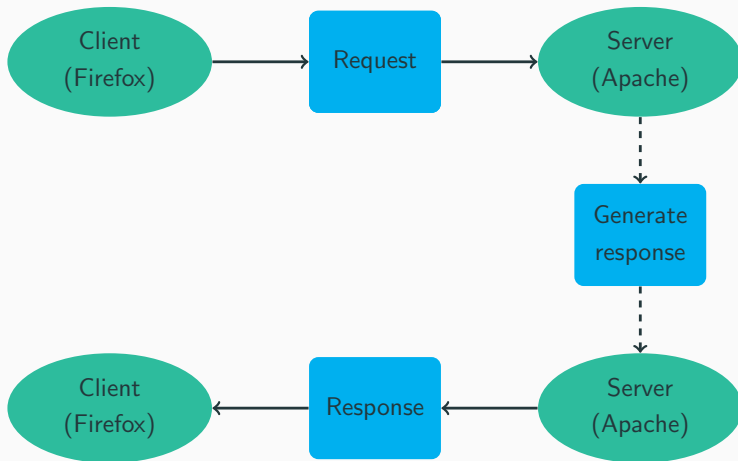 Client
(Firefox)
Request
Server
(Apache)
Generate
response
Client
(Firefox)
Response
Server
(Apache)